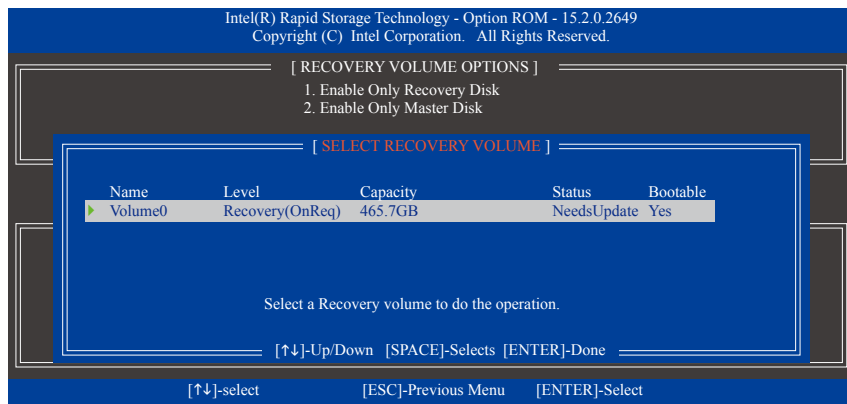 Intel(R) Rapid Storage Technology - Option ROM - 15.2.0.2649
Copyright (C) Intel Corporation. All Rights Reserved.
[ RECOVERY VOLUME OPTIONS ]
1. Enable Only Recovery Disk
2. Enable Only Master Disk
[ SELECT RECOVERY VOLUME ]
Name Level Capacity Status Bootable
Volume0 Recovery(OnReq) 465.7GB NeedsUpdate Yes
Select a Recovery volume to do the operation.
[↑↓]-Up/Down [SPACE]-Selects [ENTER]-Done
[↑↓]-select [ESC]-Previous Menu [ENTER]-Select